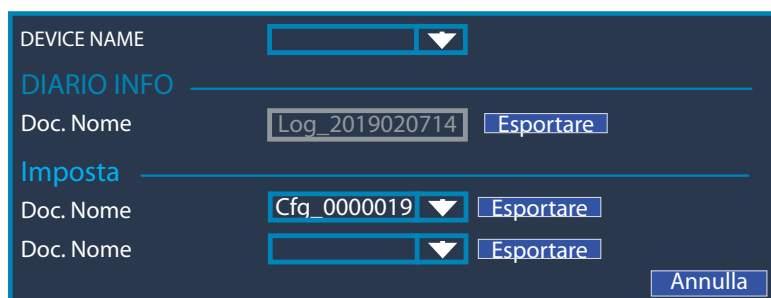 DEVICE NAME
DIARIO INFO
Doc. Nome Log_2019020714 Esportare
Imposta
Doc. Nome Cfg_0000019 Esportare
Doc. Nome Esportare
Annulla